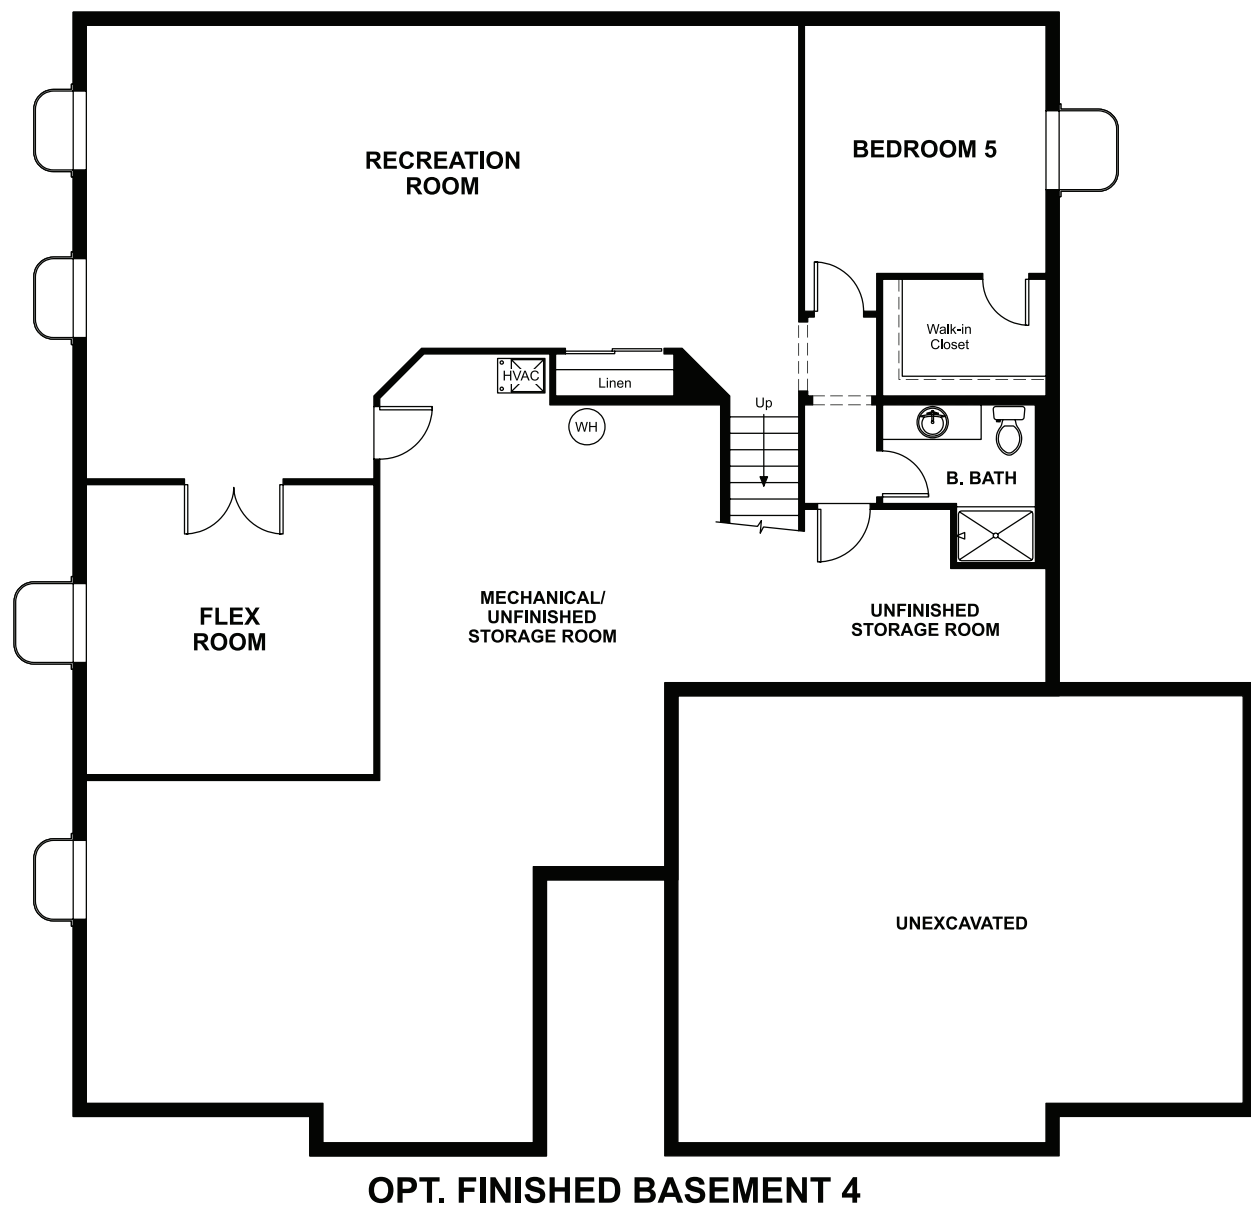 RECREATION
ROOM
BEDROOM 5
Walk-in
Closet
HVAC
Linen
Up
WH
B. BATH
FLEX
ROOM
MECHANICAL/
UNFINISHED
STORAGE ROOM
UNFINISHED
STORAGE ROOM
UNEXCAVATED
OPT. FINISHED BASEMENT 4